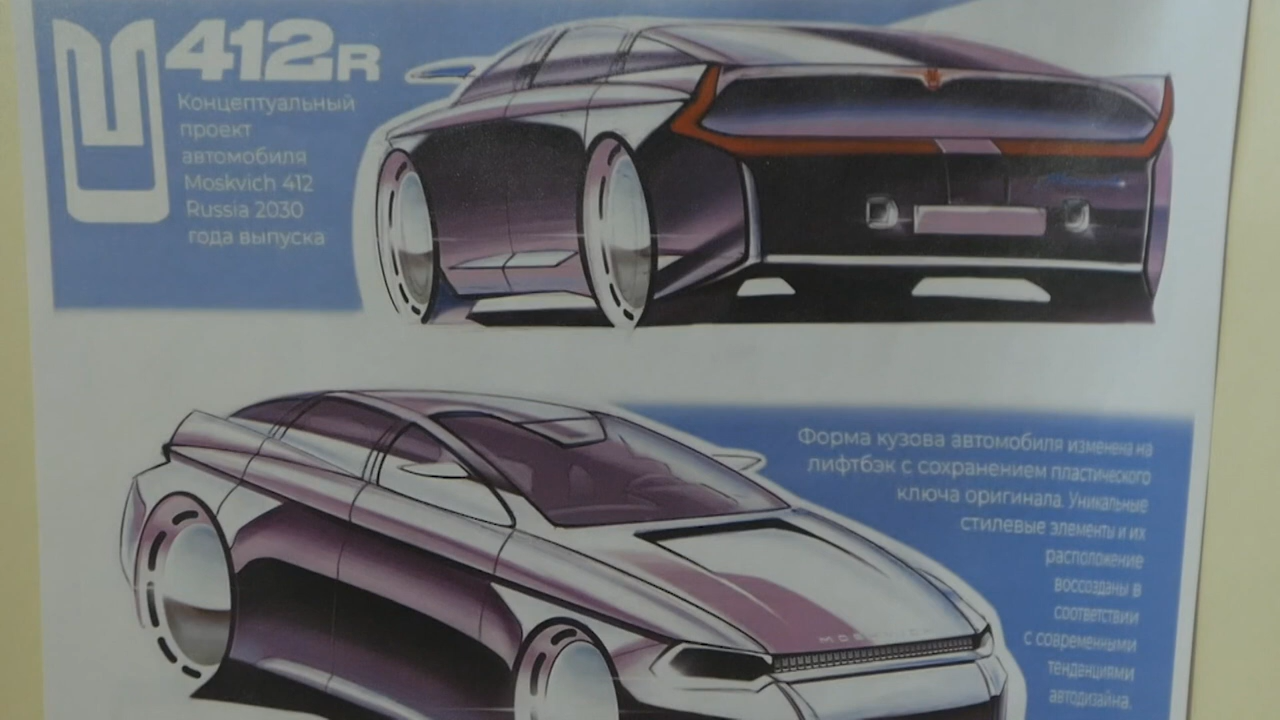 412R
Концептуальный
проект
автомобиля
Moskvich 412
Russia 2030
года выпуска
Форма кузова автомобиля изменена на
лифтбэк с сохранением пластического
ключа оригинала. Уникальные
стилевые элементы и их
расположение
воссозданы в
соответствии
с современными
тенденциями
автодизайна.